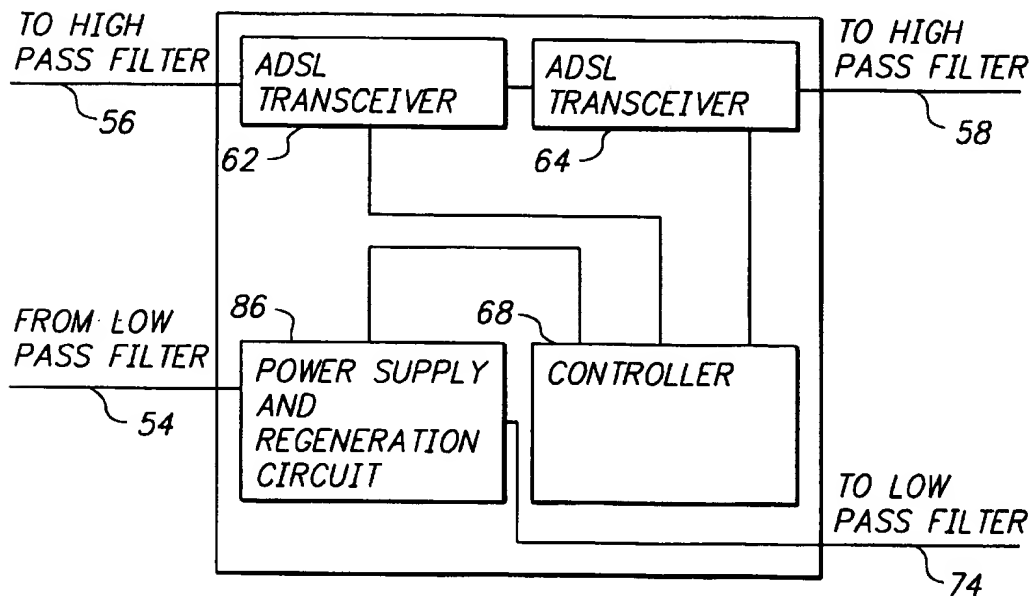 TO HIGH
PASS FILTER
56
ADSL
TRANSCEIVER
62
ADSL
TRANSCEIVER
64
TO HIGH
PASS FILTER
58
FROM LOW
PASS FILTER
54
86
POWER SUPPLY
AND
REGENERATION
CIRCUIT
68
CONTROLLER
TO LOW
PASS FILTER
74